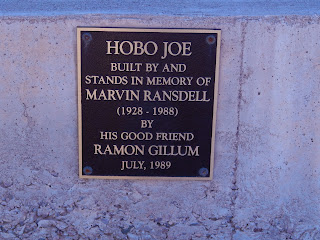 HOBO JOE
BUILT BY AND
STANDS IN MEMORY OF
MARVIN RANSDELL
(1928 - 1988)
BY
HIS GOOD FRIEND
RAMON GILLUM
JULY, 1989